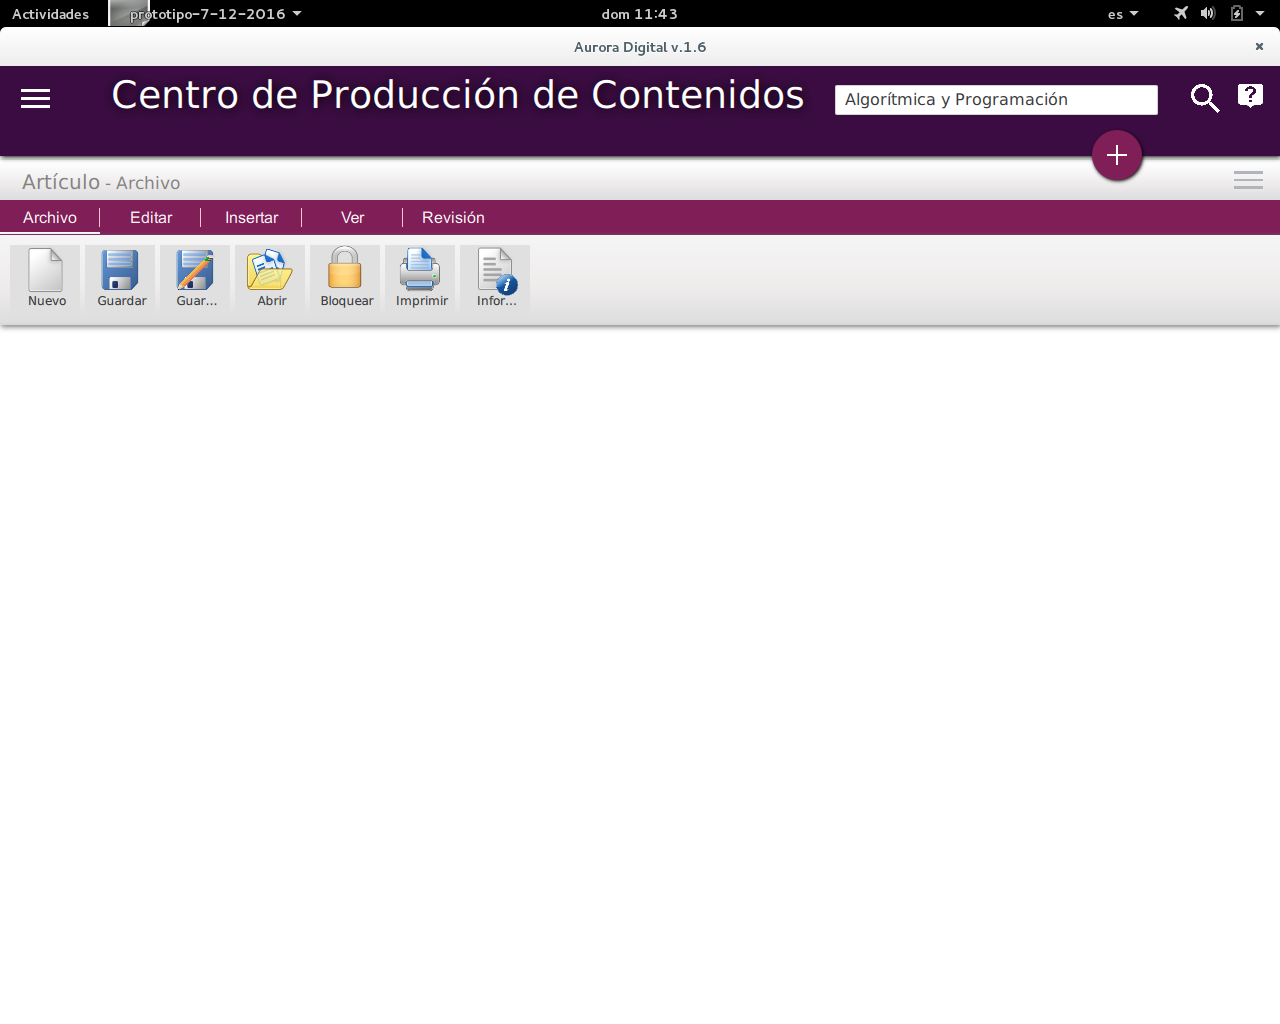 Actividades prototipo-7-12-2016 dom 11:43 es
Aurora Digital v.1.6
Centro de Producción de Contenidos Algorítmica y Programación
Artículo - Archivo
Archivo Editar Insertar Ver Revisión
Nuevo Guardar Guar... Abrir Bloquear Imprimir Infor...